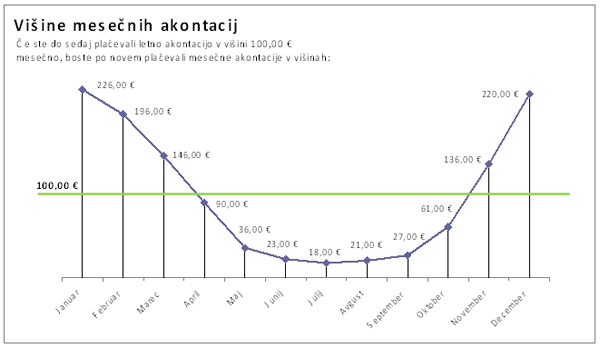 Višine mesečnih akontacij
Če ste do sedaj plačevali letno akontacijo v višini 100,00 €
mesečno, boste po novem plačevali mesečne akontacije v višinah:
226,00 €
196,00 €
146,00 €
90,00 €
36,00 €
23,00 €
18,00 €
21,00 €
27,00 €
61,00 €
136,00 €
220,00 €
100,00 €
Januar
Februar
Marec
April
Maj
Junij
Julij
Avgust
September
Oktober
November
December